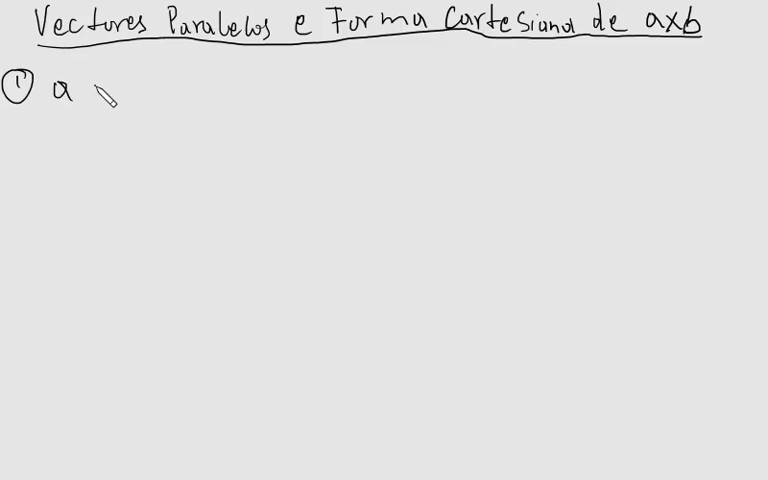 Vectores Paralelos e Forma Cartesiana de axb
① a